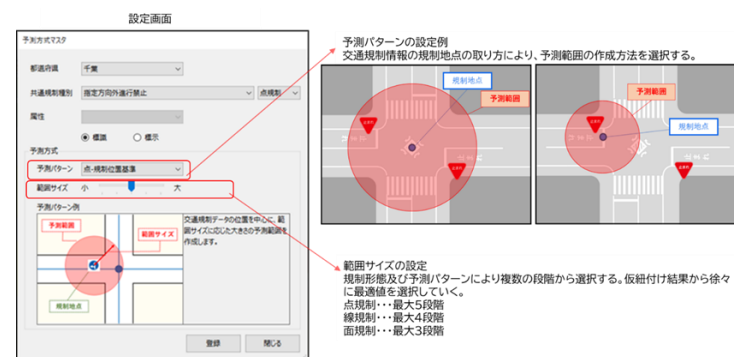 設定画面
予測方式マスタ
都道府県 千葉
共通規制種別 指定方向外進行禁止 点規制
属性
標識 標示
予測方式
予測パターン 点-規制位置基準
範囲サイズ 小 大
予測パターン例
予測範囲
範囲サイズ
規制地点
交通規制データの位置を中心に、範
囲サイズに応じた大きさの予測範囲を
作成します。
登録 閉じる
予測パターンの設定例
交通規制情報の規制地点の取り方により、予測範囲の作成方法を選択する。
規制地点
予測範囲
予測範囲
規制地点
範囲サイズの設定
規制形態及び予測パターンにより複数の段階から選択する。仮紐付け結果から徐々
に最適値を選択していく。
点規制・・・最大5段階
線規制・・・最大4段階
面規制・・・最大3段階